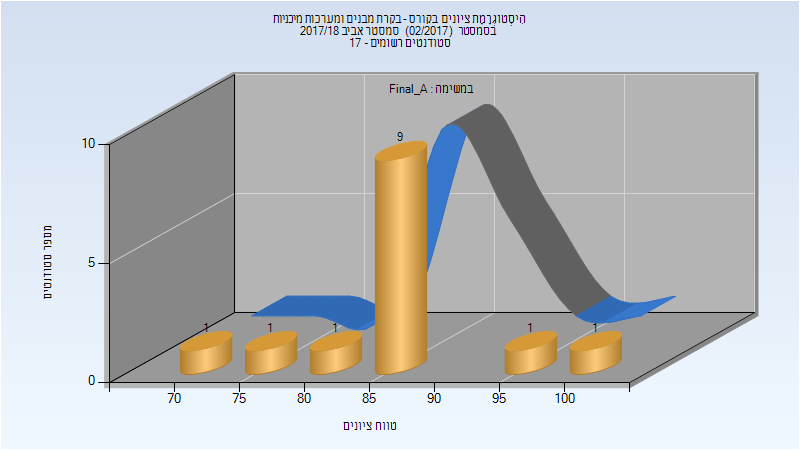 היסטוגרמת ציונים בקורס - בקרת מבנים ומערכות מיכניות
בסמסטר (02/2017) סמסטר אביב 2017/18
סטודנטים רשומים - 17
במשימה : Final_A
10
5
0
מספר סטודנטים
9
1
1
1
1
1
70
75
80
85
90
95
100
טווח ציונים